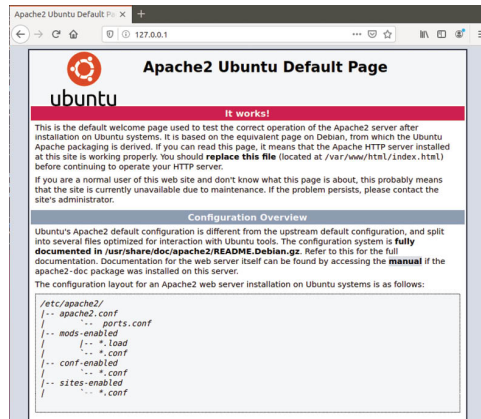 Apache2 Ubuntu Default Pa
127.0.0.1
Apache2 Ubuntu Default Page
ubuntu
It works!
This is the default welcome page used to test the correct operation of the Apache2 server after
installation on Ubuntu systems. It is based on the equivalent page on Debian, from which the Ubuntu
Apache packaging is derived. If you can read this page, it means that the Apache HTTP server installed
at this site is working properly. You should replace this file (located at /var/www/html/index.html)
before continuing to operate your HTTP server.
If you are a normal user of this web site and don't know what this page is about, this probably means
that the site is currently unavailable due to maintenance. If the problem persists, please contact the
site's administrator.
Configuration Overview
Ubuntu's Apache2 default configuration is different from the upstream default configuration, and split
into several files optimized for interaction with Ubuntu tools. The configuration system is fully
documented in /usr/share/doc/apache2/README.Debian.gz. Refer to this for the full
documentation. Documentation for the web server itself can be found by accessing the manual if the
apache2-doc package was installed on this server.
The configuration layout for an Apache2 web server installation on Ubuntu systems is as follows:
/etc/apache2/
|-- apache2.conf
|       `--  ports.conf
|-- mods-enabled
|       |-- *.load
|       `-- *.conf
|-- conf-enabled
|       `-- *.conf
|-- sites-enabled
|       `-- *.conf